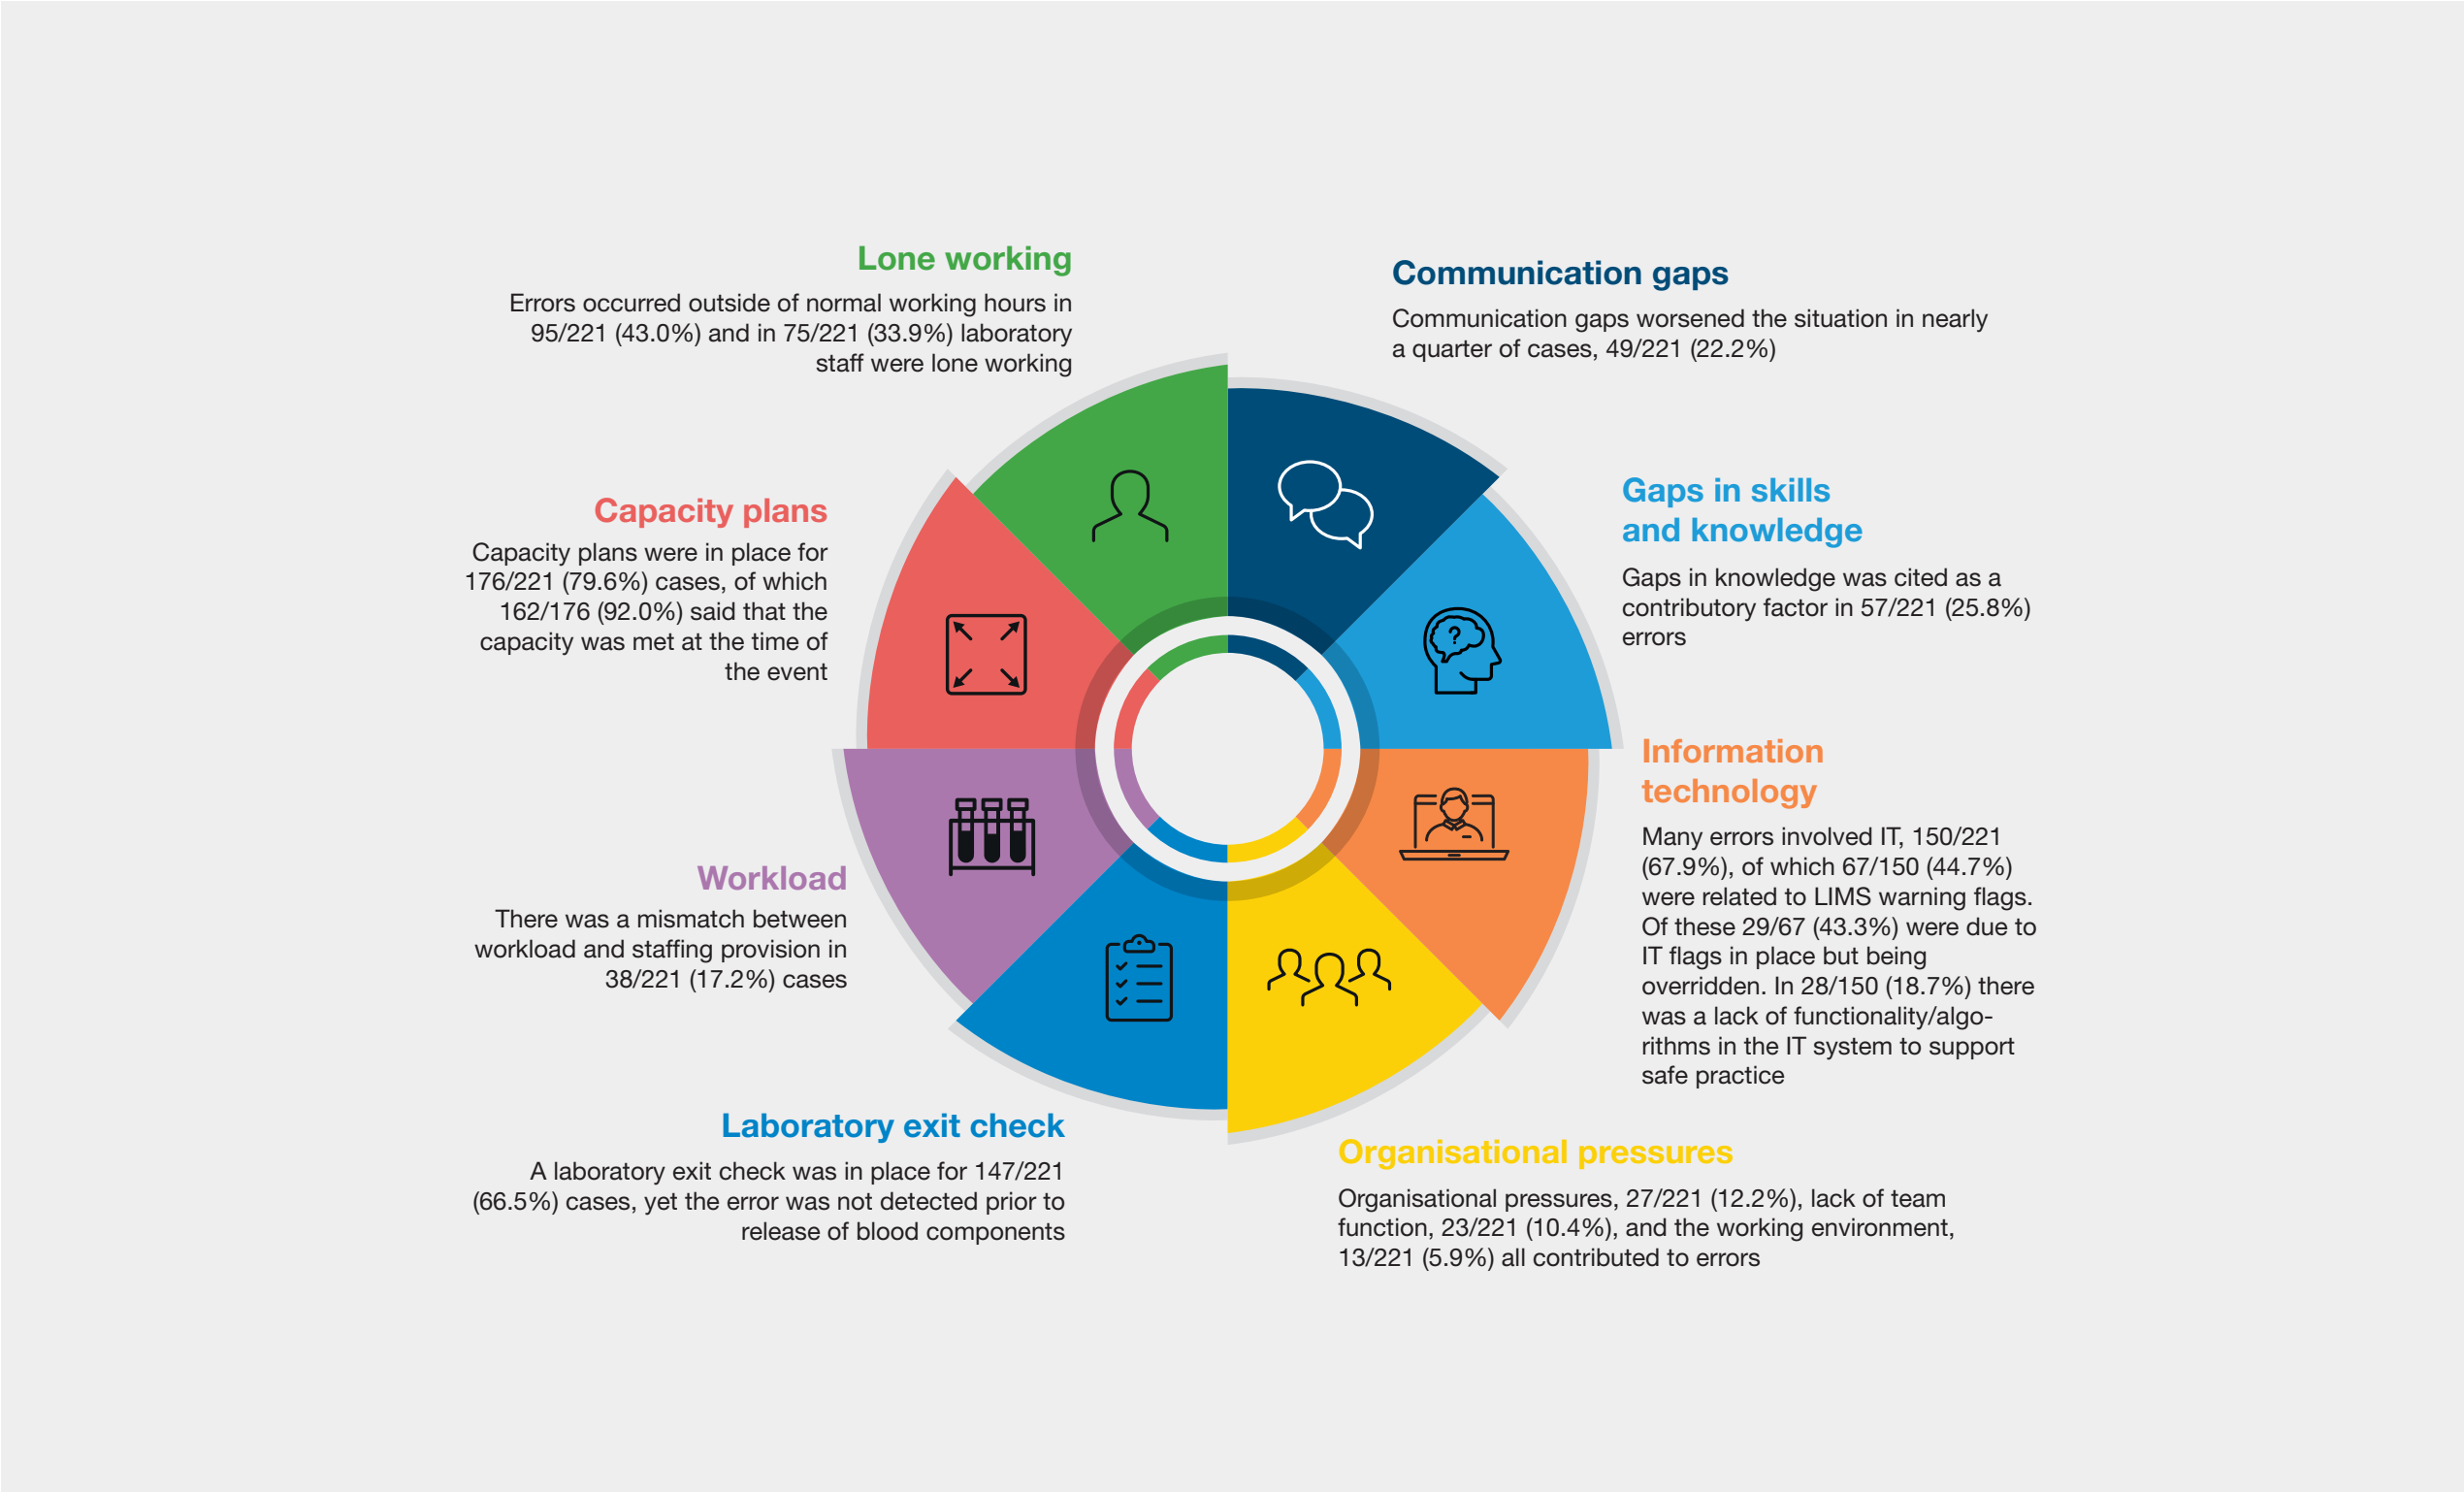 Lone working
Errors occurred outside of normal working hours in
95/221 (43.0%) and in 75/221 (33.9%) laboratory
staff were lone working
Communication gaps
Communication gaps worsened the situation in nearly
a quarter of cases, 49/221 (22.2%)
Gaps in skills
and knowledge
Gaps in knowledge was cited as a
contributory factor in 57/221 (25.8%)
errors
Capacity plans
Capacity plans were in place for
176/221 (79.6%) cases, of which
162/176 (92.0%) said that the
capacity was met at the time of
the event
?
Information
technology
Many errors involved IT, 150/221
(67.9%), of which 67/150 (44.7%)
were related to LIMS warning flags.
Of these 29/67 (43.3%) were due to
IT flags in place but being
overridden. In 28/150 (18.7%) there
was a lack of functionality/algo-
rithms in the IT system to support
safe practice
Workload
There was a mismatch between
workload and staffing provision in
38/221 (17.2%) cases
Laboratory exit check
A laboratory exit check was in place for 147/221
(66.5%) cases, yet the error was not detected prior to
release of blood components
Organisational pressures
Organisational pressures, 27/221 (12.2%), lack of team
function, 23/221 (10.4%), and the working environment,
13/221 (5.9%) all contributed to errors